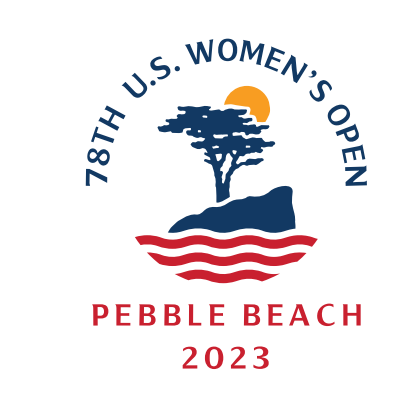 78TH U.S. WOMEN'S OPEN
PEBBLE BEACH
2023